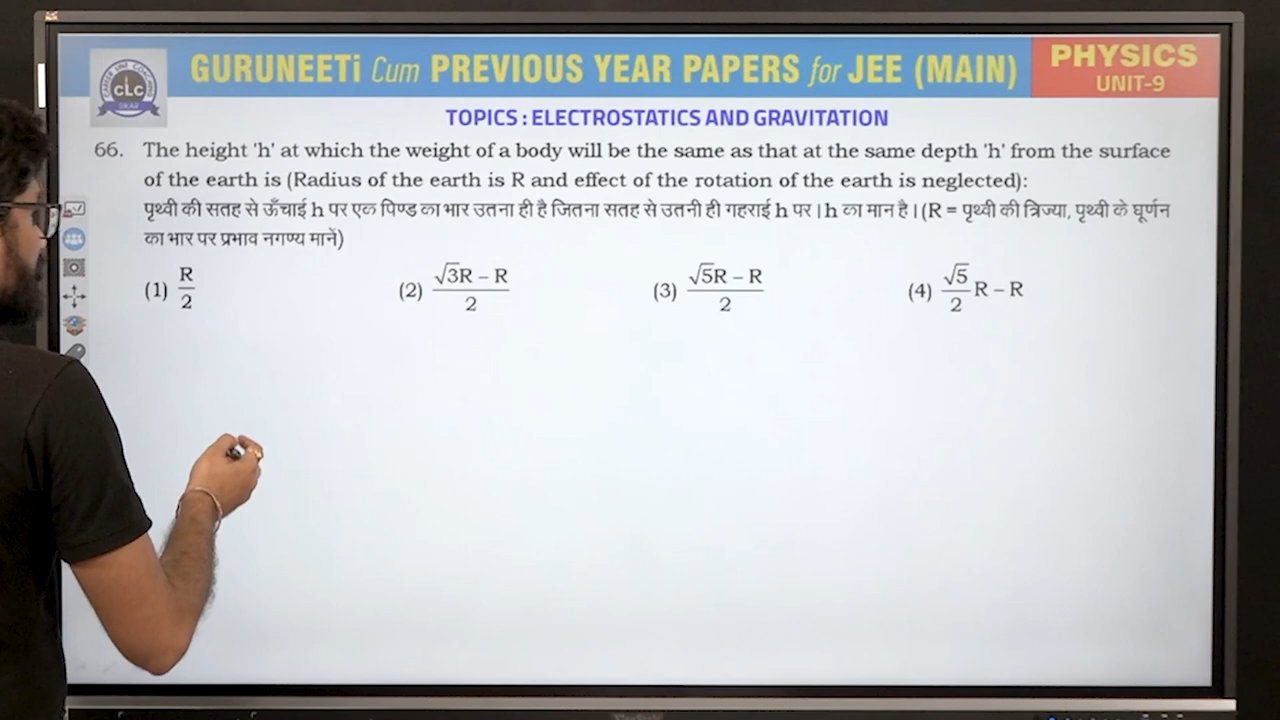 GURUNEETi Cum PREVIOUS YEAR PAPERS for JEE (MAIN)
PHYSICS
UNIT-9
CLC
SIKAR
TOPICS : ELECTROSTATICS AND GRAVITATION
66. The height 'h' at which the weight of a body will be the same as that at the same depth 'h' from the surface
of the earth is (Radius of the earth is R and effect of the rotation of the earth is neglected):
पृथ्वी की सतह से ऊँचाई h पर एक पिण्ड का भार उतना ही है जितना सतह से उतनी ही गहराई h पर । h का मान है । (R = पृथ्वी की त्रिज्या, पृथ्वी के घूर्णन
का भार पर प्रभाव नगण्य मानें)
(1) R/2 (2) (√3R – R)/2 (3) (√5R – R)/2 (4) √5/2 R – R